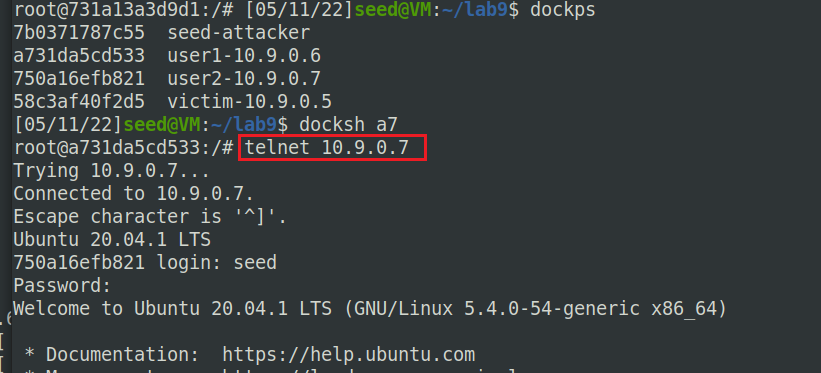 root@731a13a3d9d1:/# [05/11/22]seed@VM:~/lab9$ dockps
7b0371787c55  seed-attacker
a731da5cd533  user1-10.9.0.6
750a16efb821  user2-10.9.0.7
58c3af40f2d5  victim-10.9.0.5
[05/11/22]seed@VM:~/lab9$ docksh a7
root@a731da5cd533:/# telnet 10.9.0.7
Trying 10.9.0.7...
Connected to 10.9.0.7.
Escape character is '^]'.
Ubuntu 20.04.1 LTS
750a16efb821 login: seed
Password:
Welcome to Ubuntu 20.04.1 LTS (GNU/Linux 5.4.0-54-generic x86_64)
* Documentation:  https://help.ubuntu.com